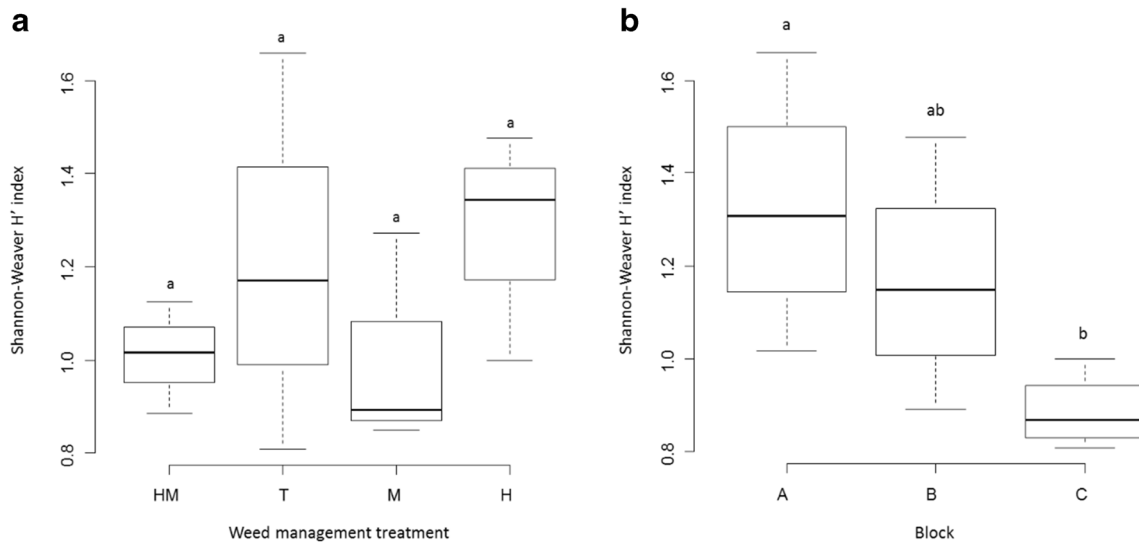 a
Shannon-Weaver H' index
1.6
1.4
1.2
1.0
0.8
a
a
a
a
HM T M H
Weed management treatment
b
Shannon-Weaver H' index
1.6
1.4
1.2
1.0
0.8
a
ab
b
A B C
Block